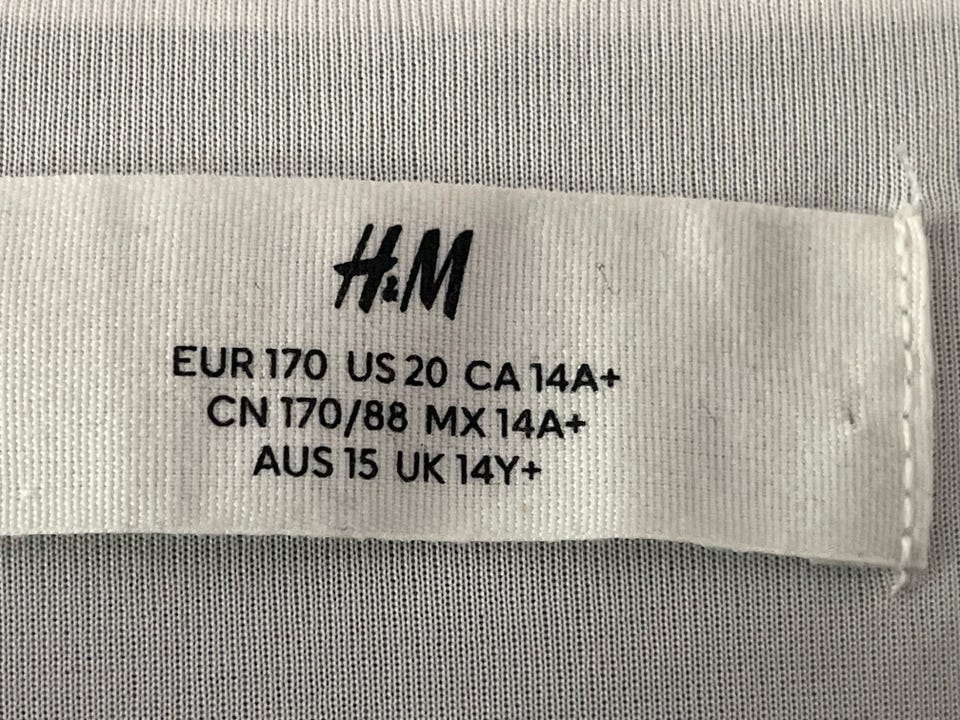 H&M
EUR 170 US 20 CA 14A+
CN 170/88 MX 14A+
AUS 15 UK 14Y+